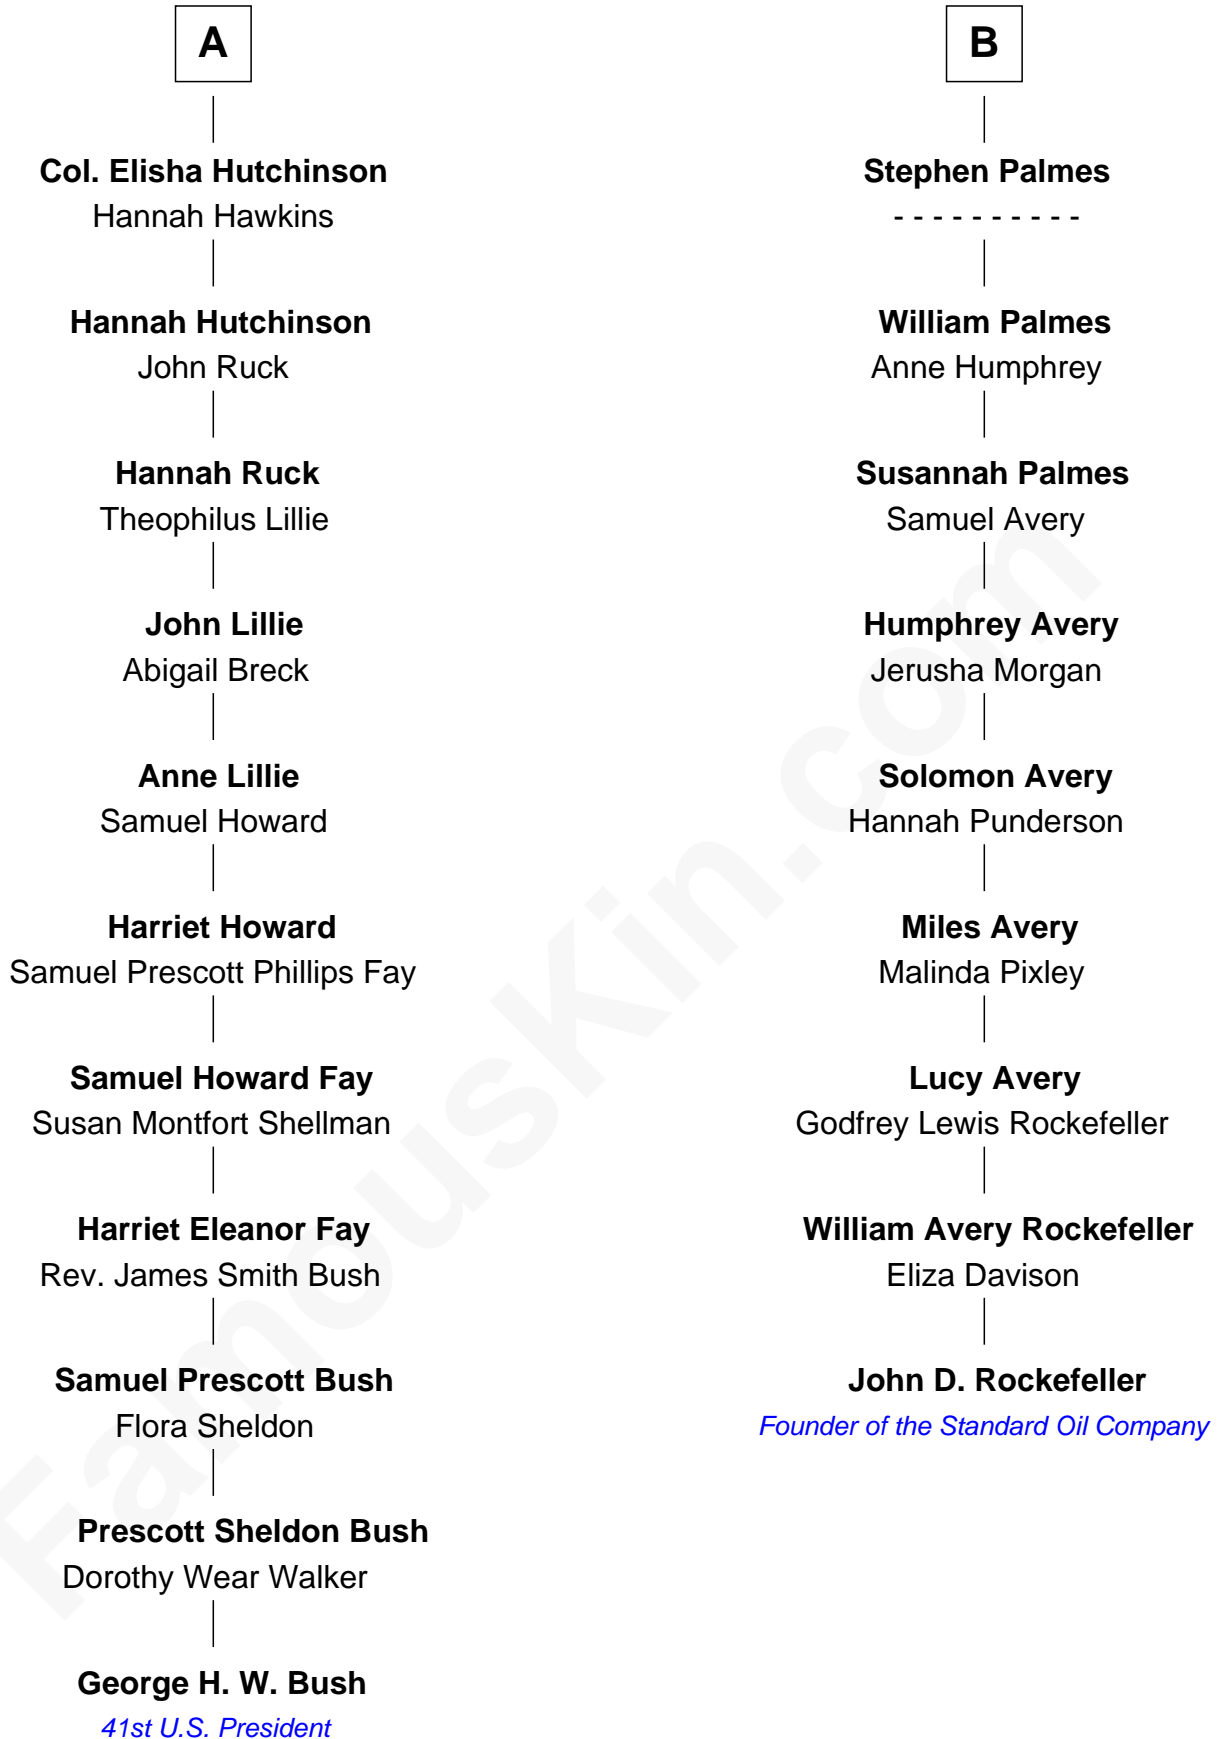 A
Col. Elisha Hutchinson
Hannah Hawkins
Hannah Hutchinson
John Ruck
Hannah Ruck
Theophilus Lillie
John Lillie
Abigail Breck
Anne Lillie
Samuel Howard
Harriet Howard
Samuel Prescott Phillips Fay
Samuel Howard Fay
Susan Montfort Shellman
Harriet Eleanor Fay
Rev. James Smith Bush
Samuel Prescott Bush
Flora Sheldon
Prescott Sheldon Bush
Dorothy Wear Walker
George H. W. Bush
41st U.S. President
B
Stephen Palmes
- - - - - - - - - -
William Palmes
Anne Humphrey
Susannah Palmes
Samuel Avery
Humphrey Avery
Jerusha Morgan
Solomon Avery
Hannah Punderson
Miles Avery
Malinda Pixley
Lucy Avery
Godfrey Lewis Rockefeller
William Avery Rockefeller
Eliza Davison
John D. Rockefeller
Founder of the Standard Oil Company
FamousKin.com